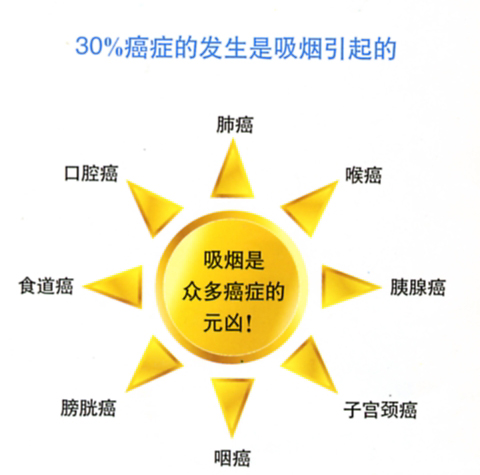 30%癌症的发生是吸烟引起的
肺癌
口腔癌
喉癌
吸烟是
众多癌症的
元凶!
食道癌
胰腺癌
膀胱癌
子宫颈癌
咽癌